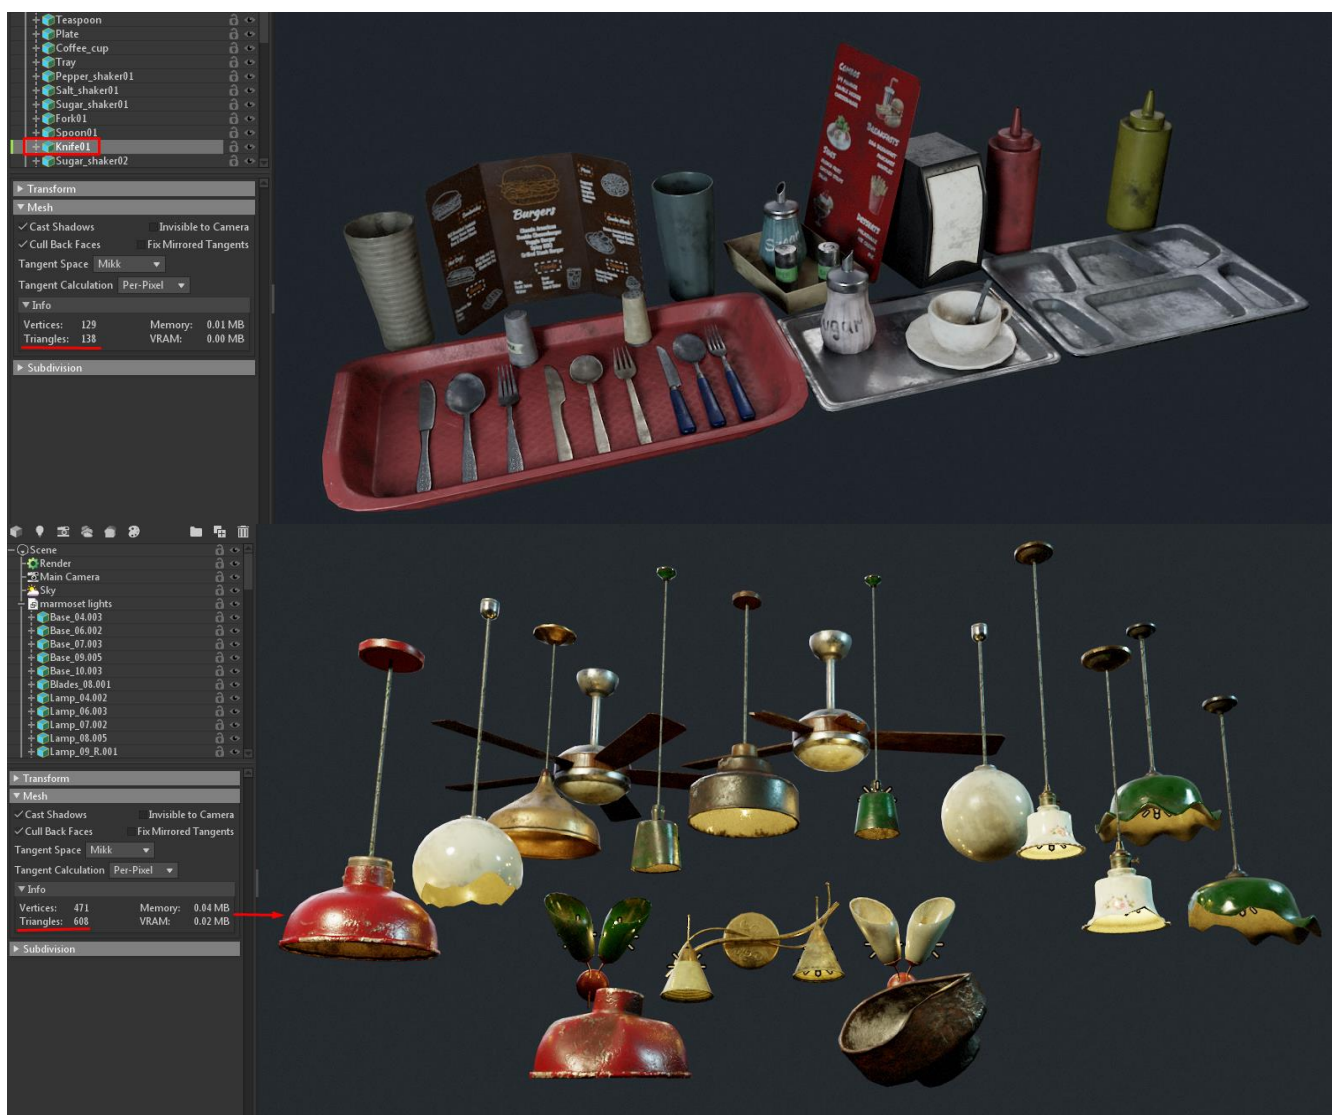 Teaspoon
Plate
Coffee_cup
Tray
Pepper_shaker01
Salt_shaker01
Sugar_shaker01
Fork01
Spoon01
Knife01
Sugar_shaker02
Transform
Mesh
Cast Shadows Invisible to Camera
Cull Back Faces Fix Mirrored Tangents
Tangent Space Mikk
Tangent Calculation Per-Pixel
Info
Vertices: 129 Memory: 0.01 MB
Triangles: 138 VRAM: 0.00 MB
Subdivision
Burgers
Combos
Breakfasts
Sides
Desserts
Sugar
Scene
Render
Main Camera
Sky
marmoset lights
Base_04.003
Base_06.002
Base_07.003
Base_09.005
Base_10.003
Blades_08.001
Lamp_04.002
Lamp_06.003
Lamp_07.002
Lamp_08.005
Lamp_09_R.001
Transform
Mesh
Cast Shadows Invisible to Camera
Cull Back Faces Fix Mirrored Tangents
Tangent Space Mikk
Tangent Calculation Per-Pixel
Info
Vertices: 471 Memory: 0.04 MB
Triangles: 608 VRAM: 0.02 MB
Subdivision